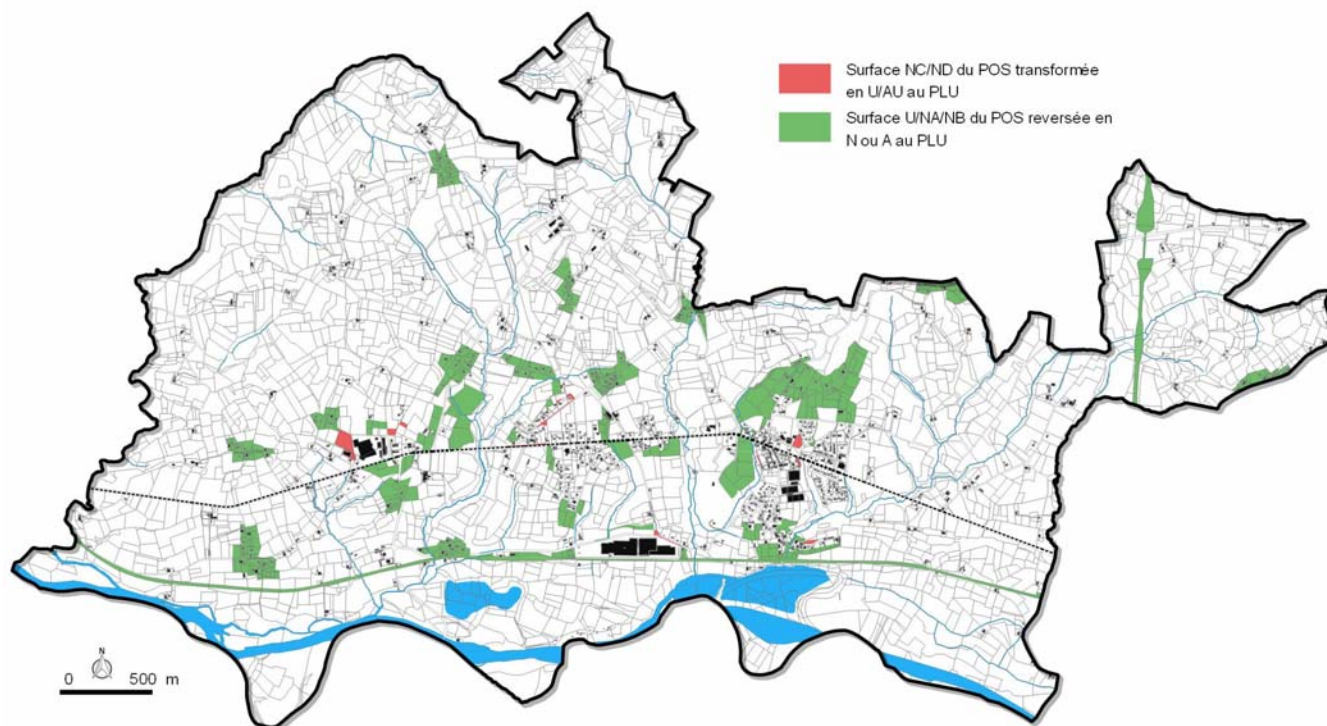 Surface NC/ND du POS transformée
en U/AU au PLU
Surface U/NA/NB du POS reversée en
N ou A au PLU
N
0 500 m